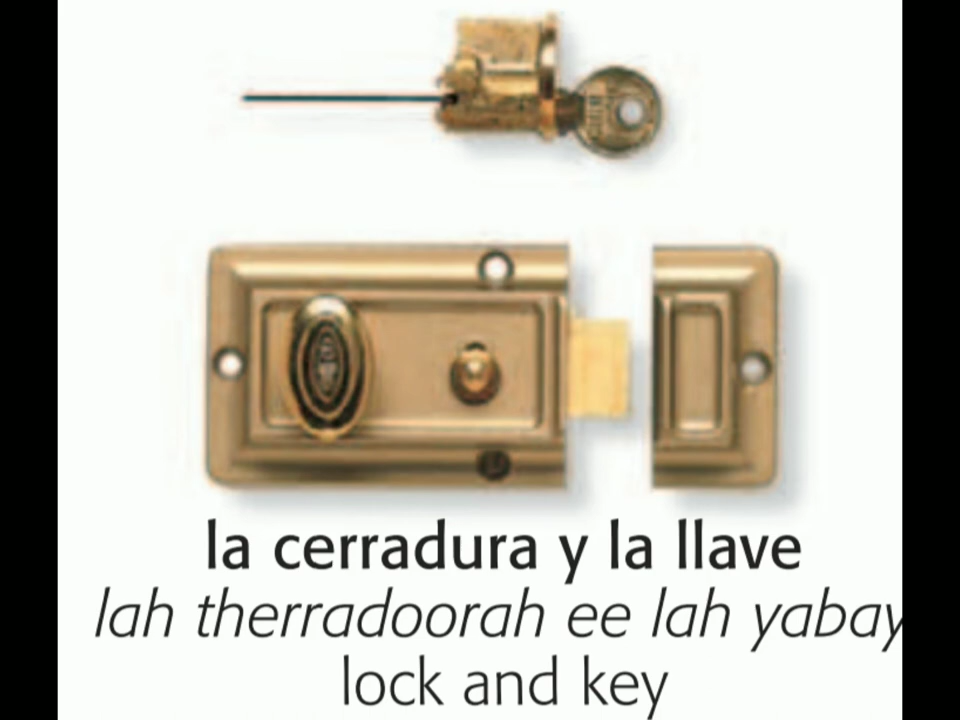 la cerradura y la llave
lah therradoorah ee lah yabay
lock and key